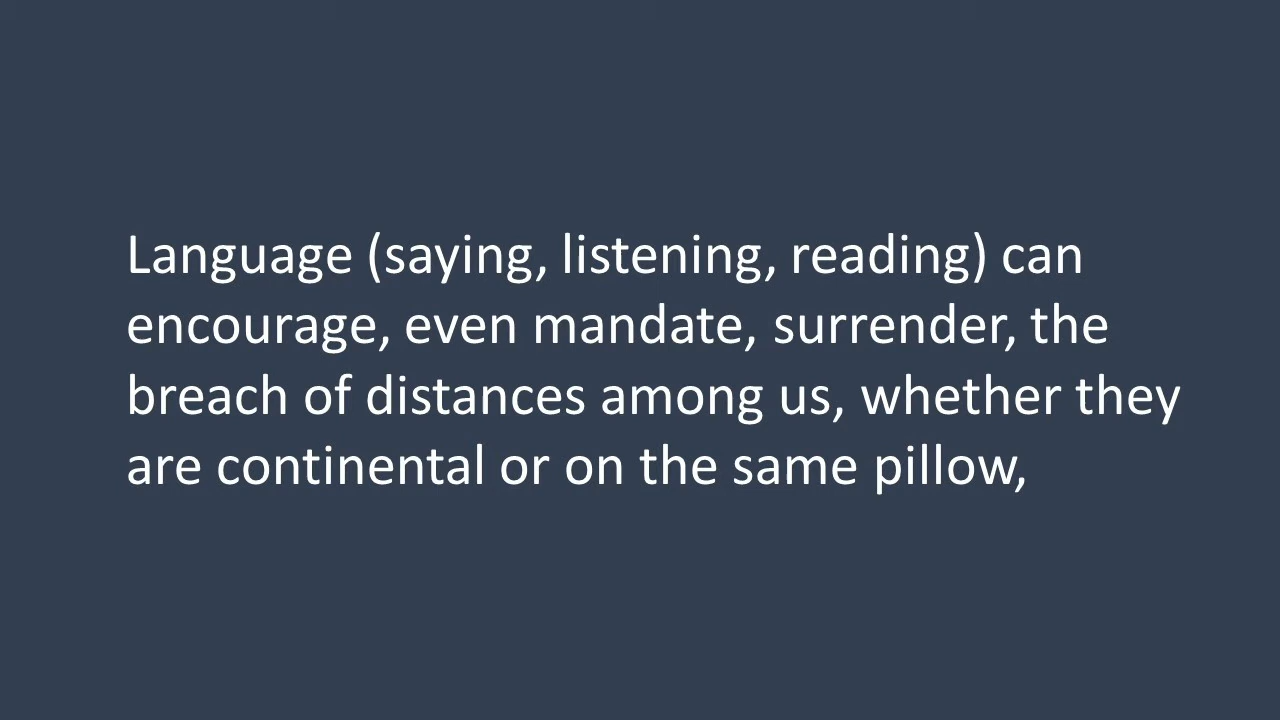 Language (saying, listening, reading) can
encourage, even mandate, surrender, the
breach of distances among us, whether they
are continental or on the same pillow,